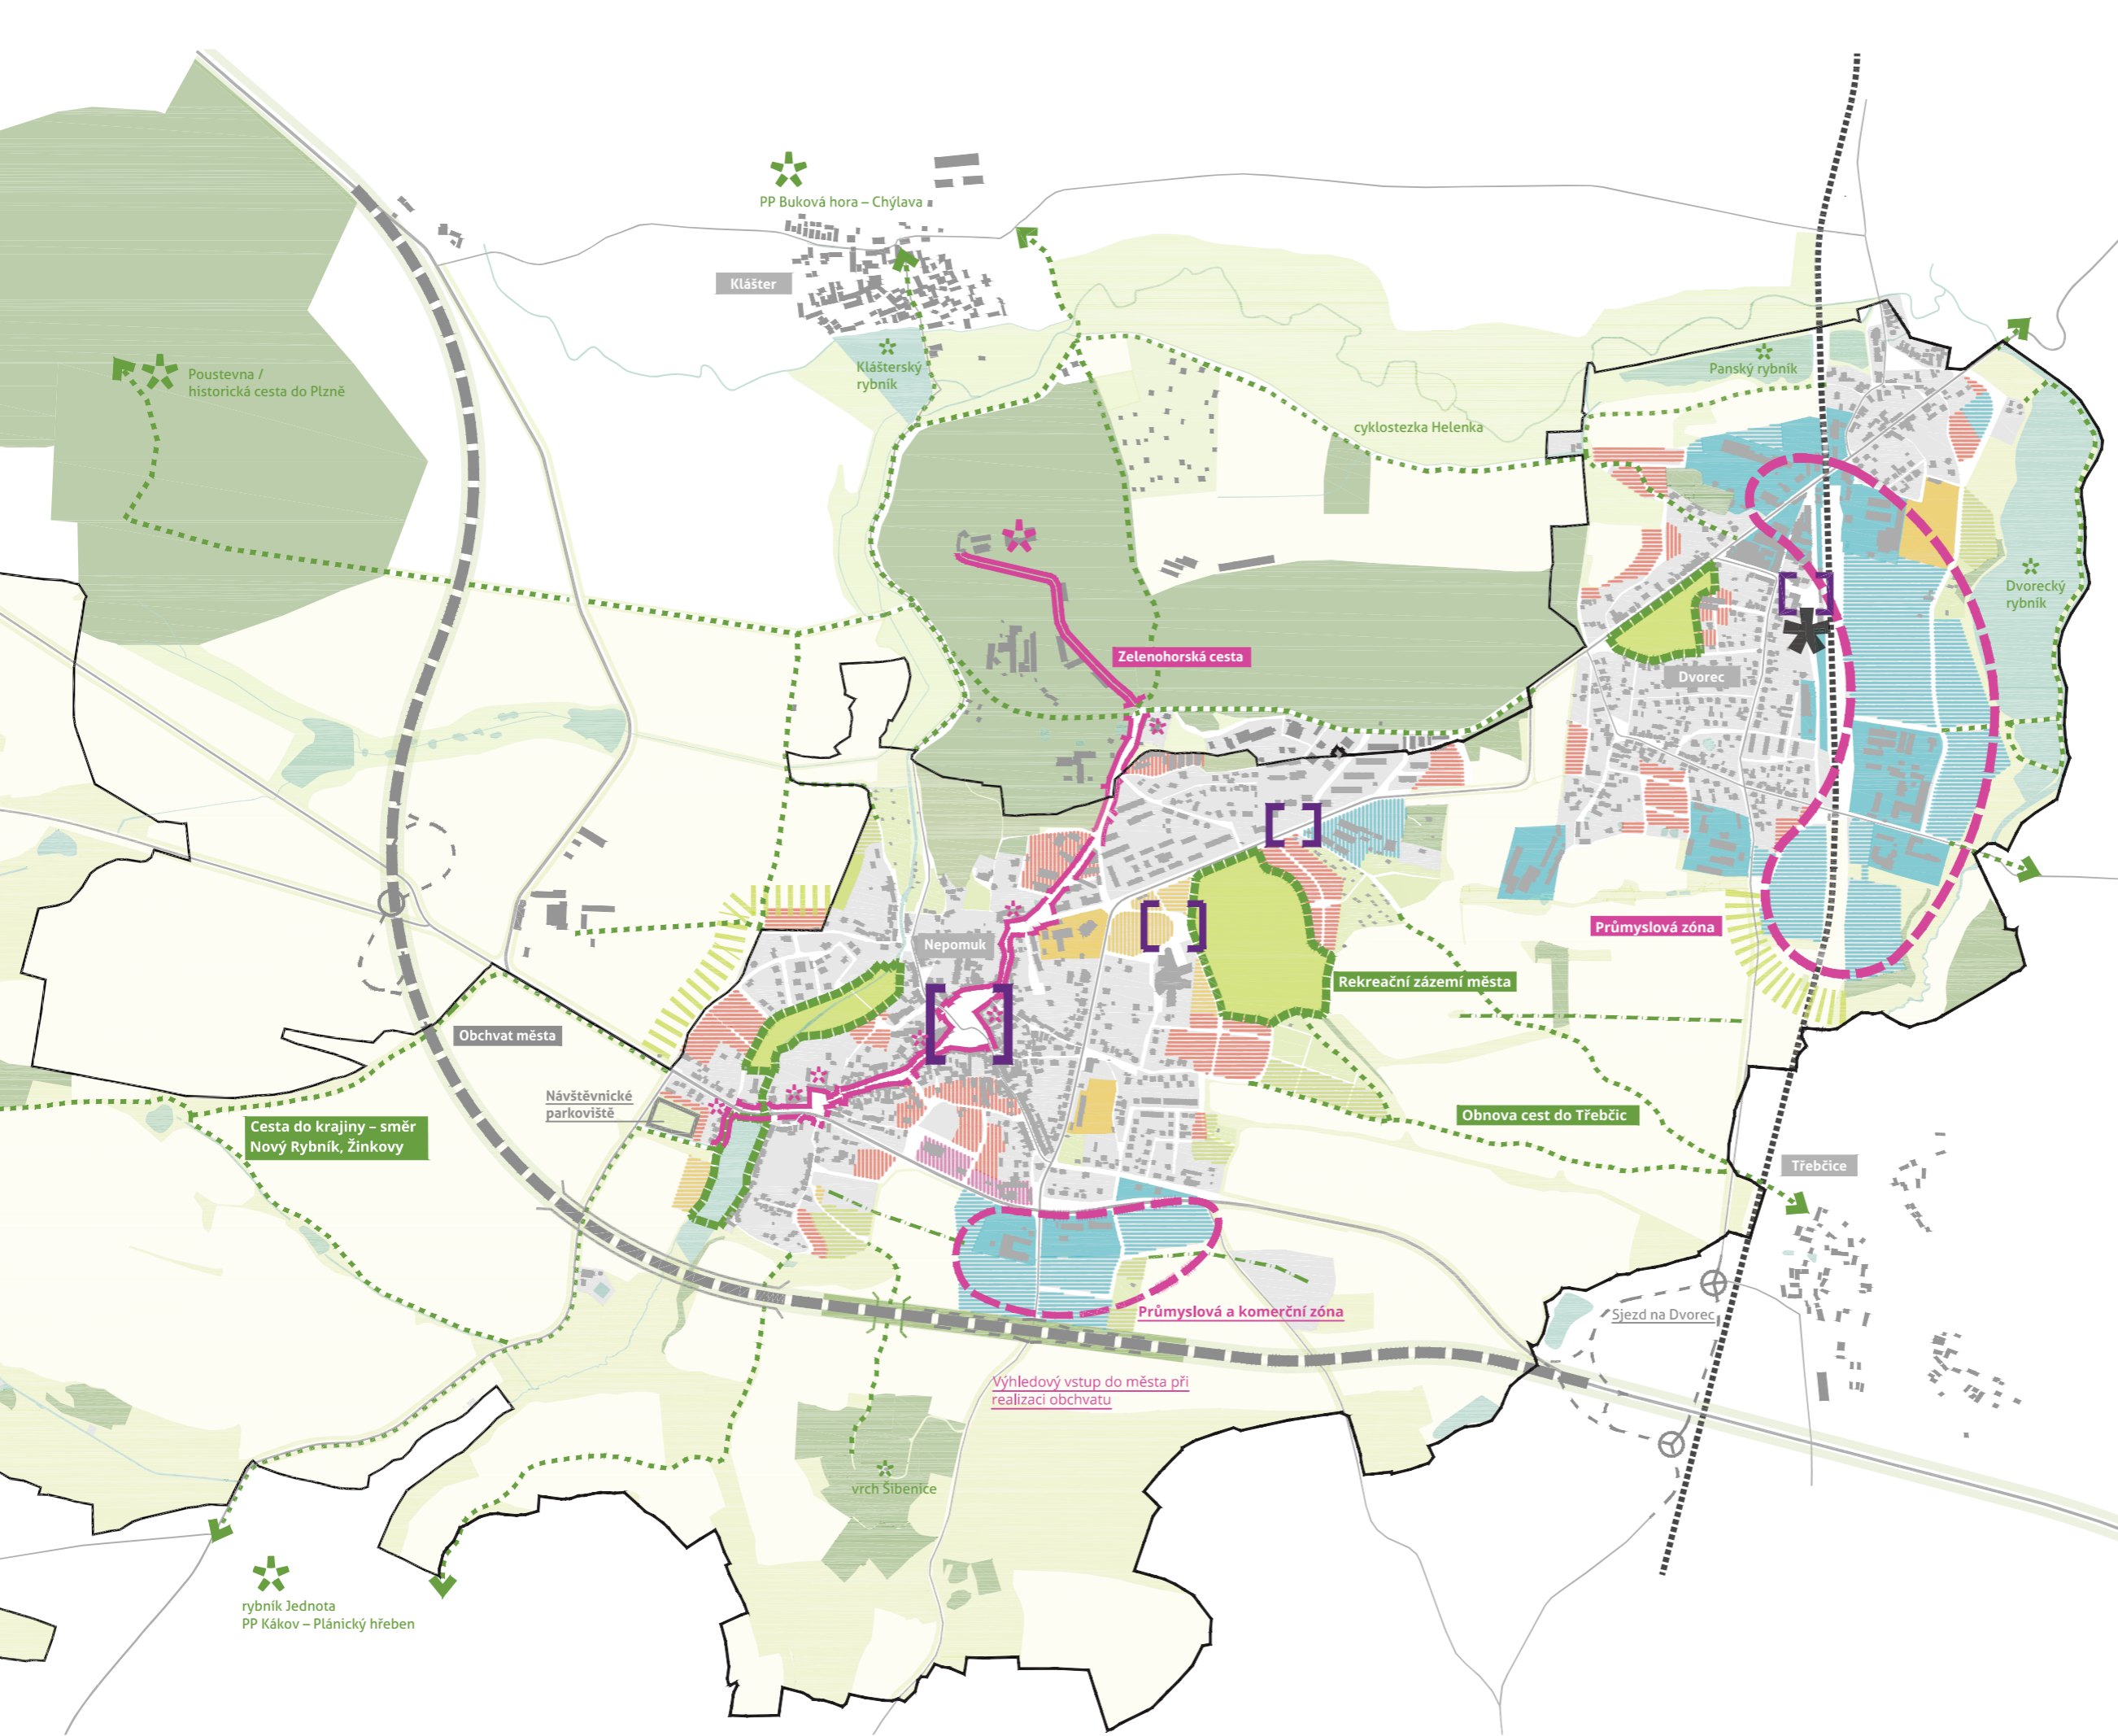 PP Buková hora – Chýlava
Klášter
Klášterský
rybník
Poustevna /
historická cesta do Plzně
Panský rybník
cyklostezka Helenka
Dvorecký
rybník
Zelenohorská cesta
Dvorec
Průmyslová zóna
Nepomuk
Rekreační zázemí města
Obchvat města
Návštěvnické
parkoviště
Cesta do krajiny – směr
Nový Rybník, Žinkovy
Obnova cest do Třebčic
Třebčice
Průmyslová a komerční zóna
Sjezd na Dvorec
Výhledový vstup do města při
realizaci obchvatu
vrch Šibenice
rybník Jednota
PP Kákov – Plánický hřeben